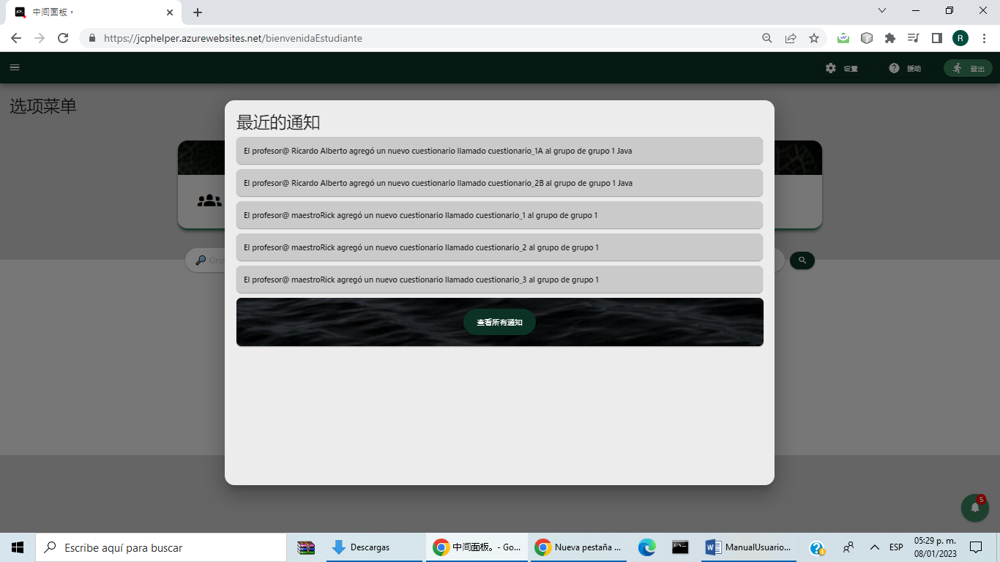 中间面板。
https://jcphelper.azurewebsites.net/bienvenidaEstudiante
R
设置
援助
登出
选项菜单
最近的通知
El profesor@ Ricardo Alberto agregó un nuevo cuestionario llamado cuestionario_1A al grupo de grupo 1 Java
El profesor@ Ricardo Alberto agregó un nuevo cuestionario llamado cuestionario_2B al grupo de grupo 1 Java
El profesor@ maestroRick agregó un nuevo cuestionario llamado cuestionario_1 al grupo de grupo 1
El profesor@ maestroRick agregó un nuevo cuestionario llamado cuestionario_2 al grupo de grupo 1
El profesor@ maestroRick agregó un nuevo cuestionario llamado cuestionario_3 al grupo de grupo 1
查看所有通知
5
Escribe aquí para buscar
Descargas
中间面板。 - Go...
Nueva pestaña ...
ManualUsuario...
ESP
05:29 p. m.
08/01/2023